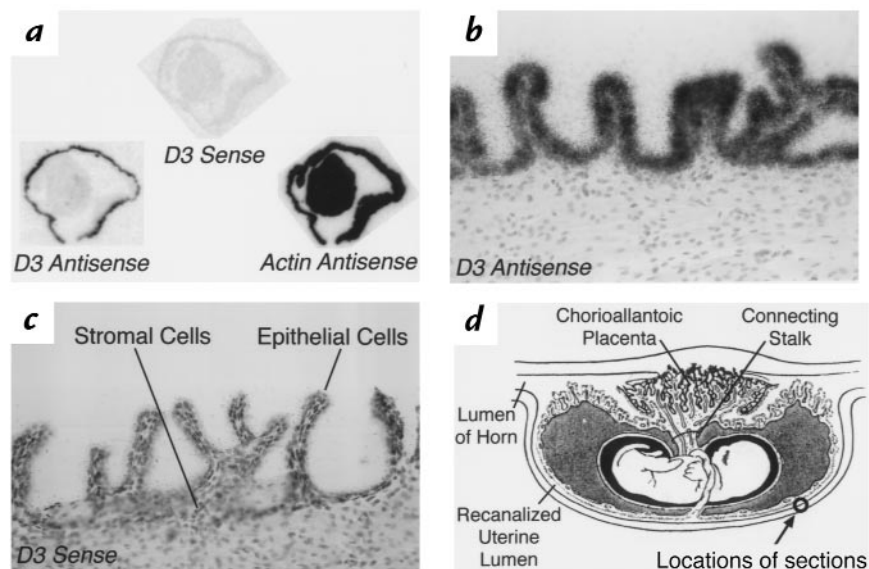 a
D3 Sense
D3 Antisense
Actin Antisense
b
D3 Antisense
c
Stromal Cells
Epithelial Cells
D3 Sense
d
Chorioallantoic
Placenta
Connecting
Stalk
Lumen
of Horn
Recanalized
Uterine
Lumen
Locations of sections